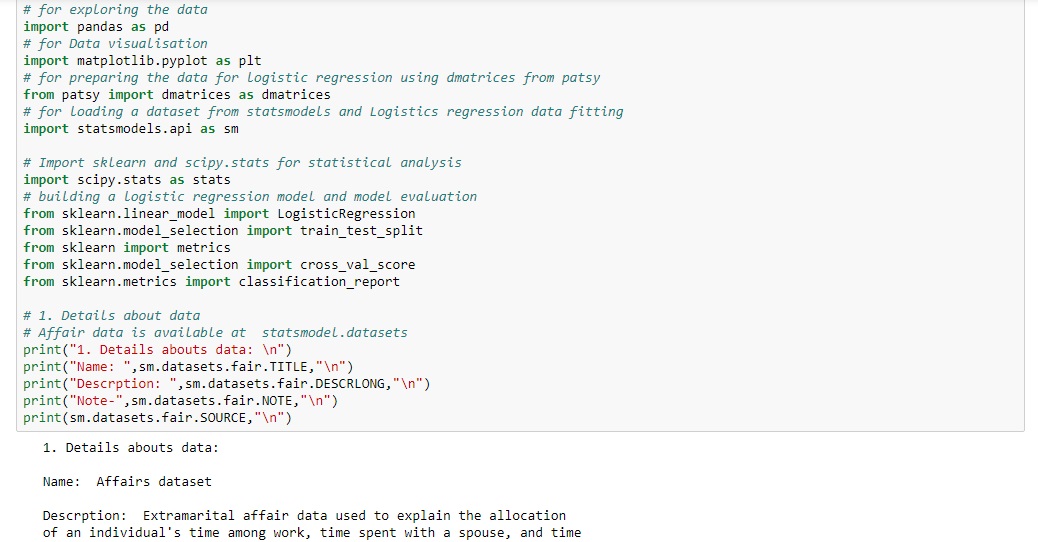 # for exploring the data
import pandas as pd
# for Data visualisation
import matplotlib.pyplot as plt
# for preparing the data for logistic regression using dmatrices from patsy
from patsy import dmatrices as dmatrices
# for loading a dataset from statsmodels and Logistics regression data fitting
import statsmodels.api as sm
# Import sklearn and scipy.stats for statistical analysis
import scipy.stats as stats
# building a logistic regression model and model evaluation
from sklearn.linear_model import LogisticRegression
from sklearn.model_selection import train_test_split
from sklearn import metrics
from sklearn.model_selection import cross_val_score
from sklearn.metrics import classification_report
# 1. Details about data
# Affair data is available at  statsmodel.datasets
print("1. Details abouts data: \n")
print("Name: ",sm.datasets.fair.TITLE,"\n")
print("Descrption: ",sm.datasets.fair.DESCRLONG,"\n")
print("Note-",sm.datasets.fair.NOTE,"\n")
print(sm.datasets.fair.SOURCE,"\n")
1. Details abouts data:
Name:  Affairs dataset
Descrption:  Extramarital affair data used to explain the allocation
of an individual's time among work, time spent with a spouse, and time